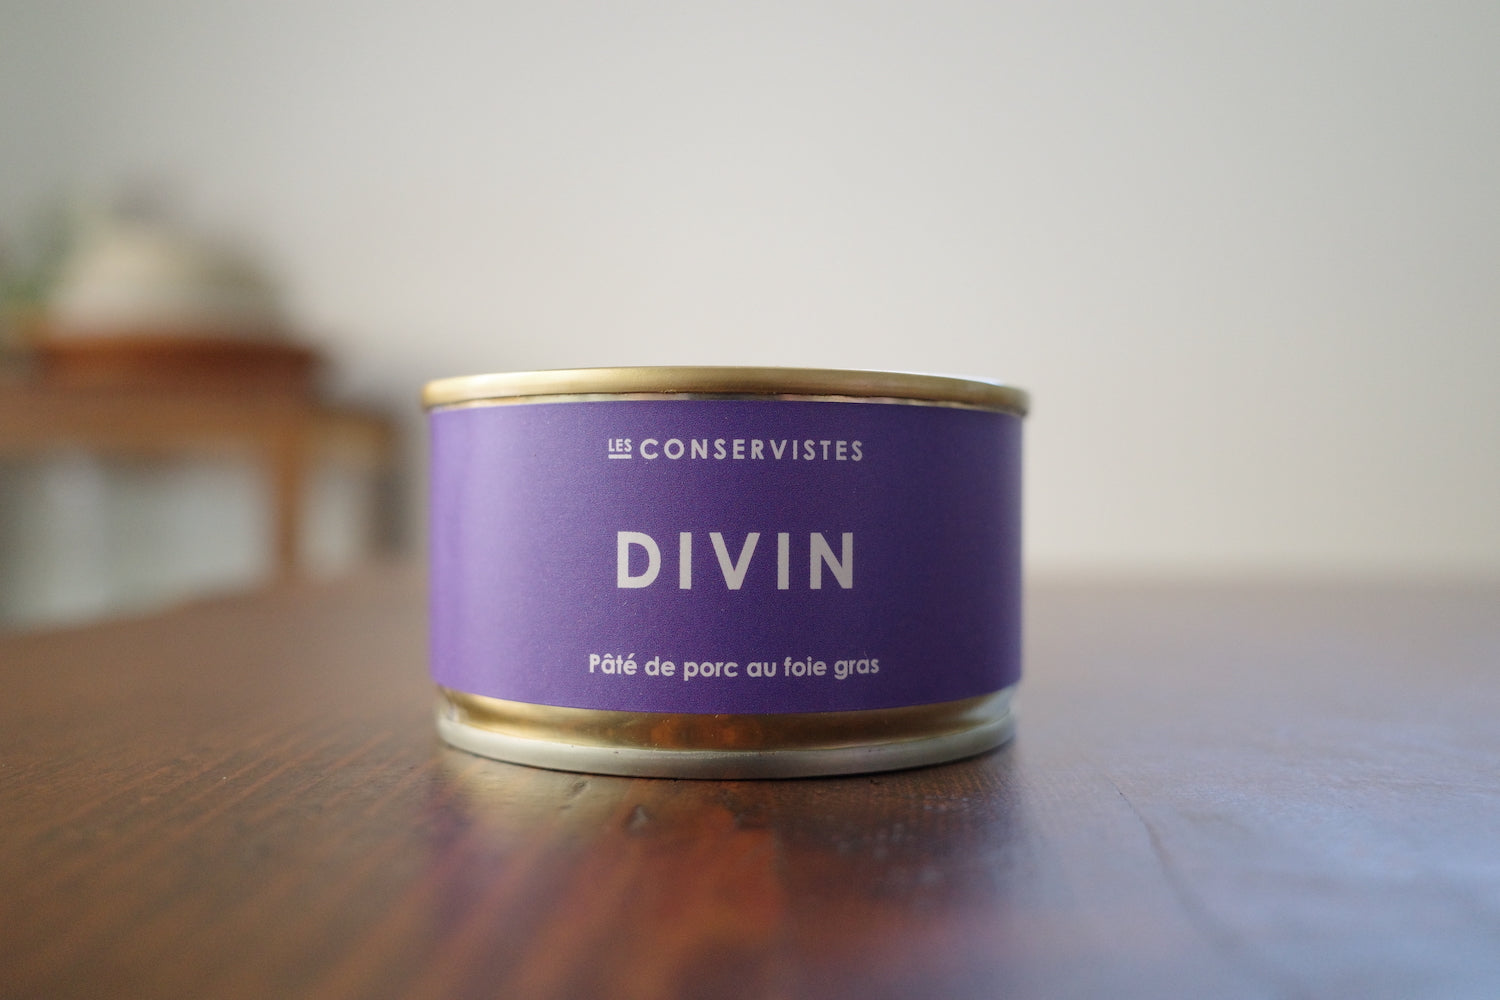 LES CONSERVISTES
DIVIN
Pâté de porc au foie gras